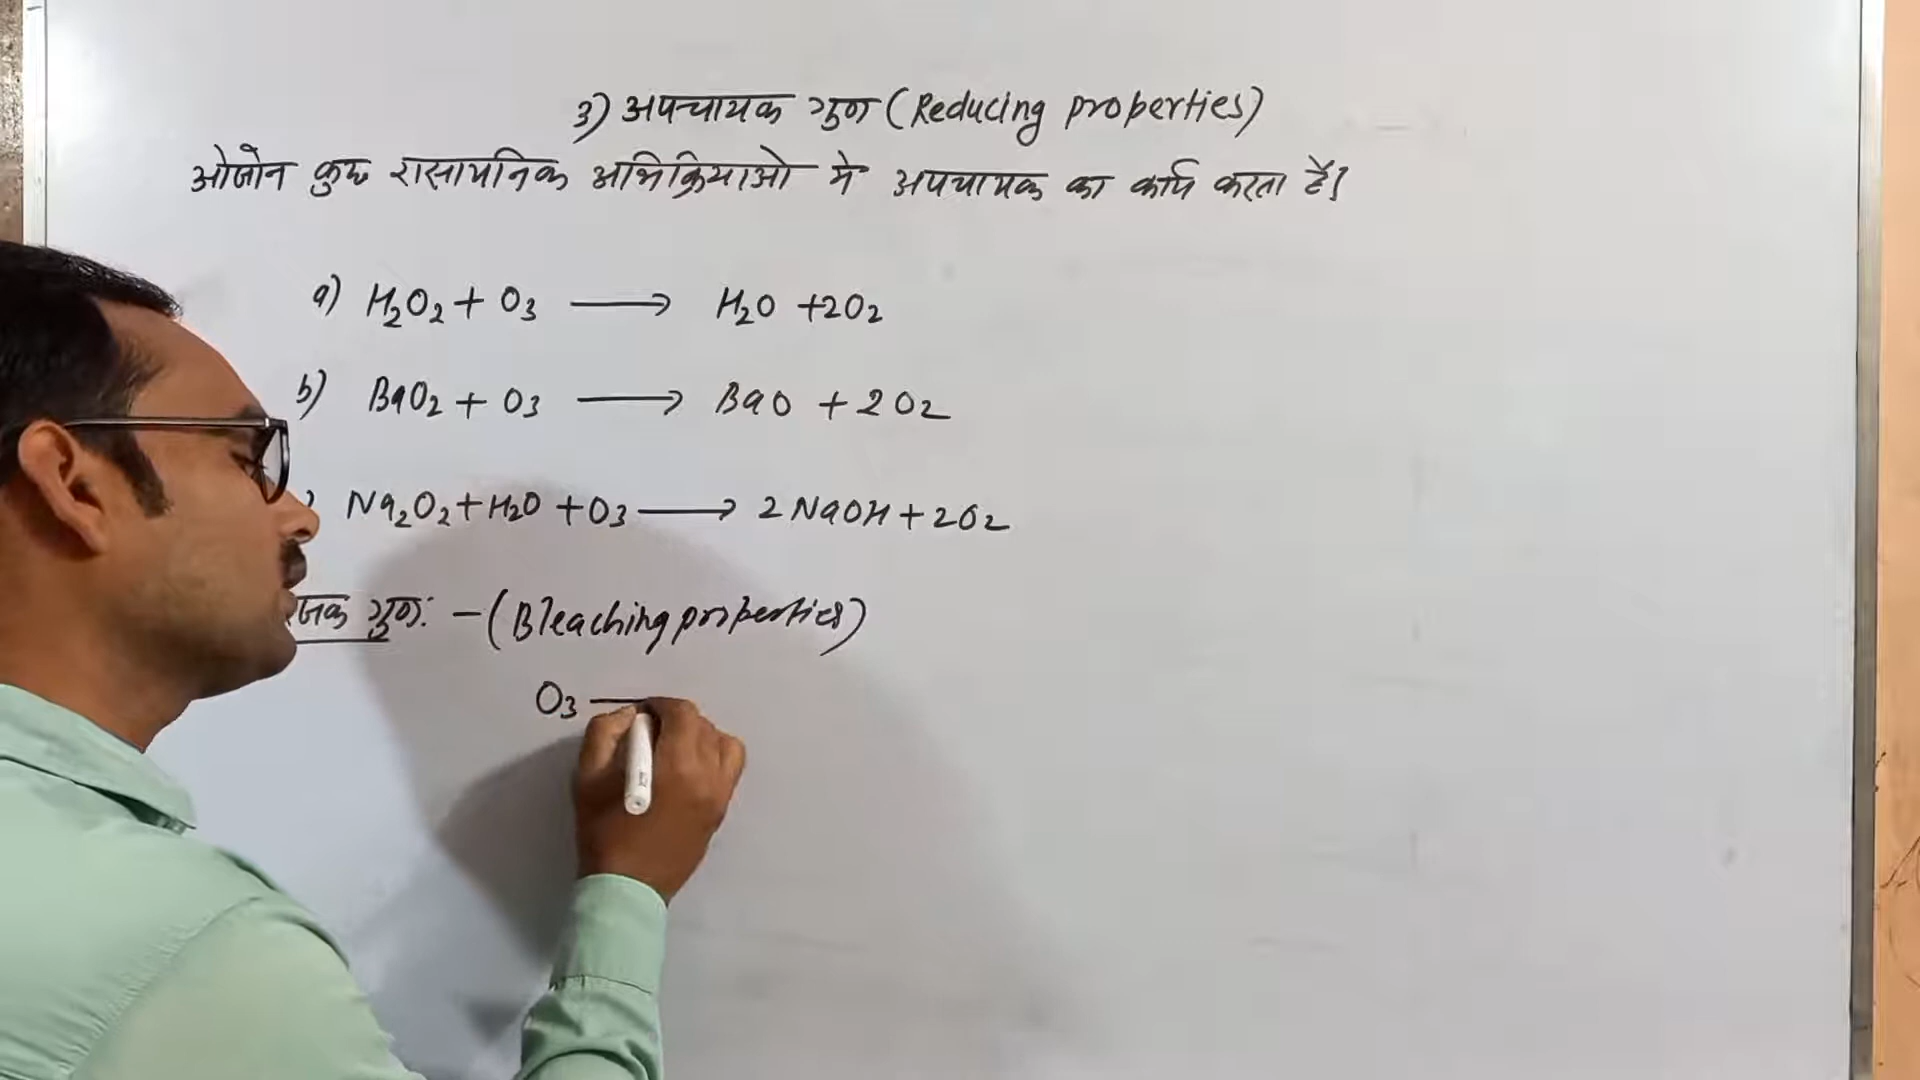 3) अपचायक गुण (Reducing properties)
ओजोन कुछ रासायनिक अभिक्रियाओ मे अपचायक का कार्य करता है।
a) H₂O₂ + O₃ ⟶ H₂O + 2O₂
b) BaO₂ + O₃ ⟶ BaO + 2O₂
) Na₂O₂ + H₂O + O₃ ⟶ 2NaOH + 2O₂
गुण: - (Bleaching properties)
O₃ —